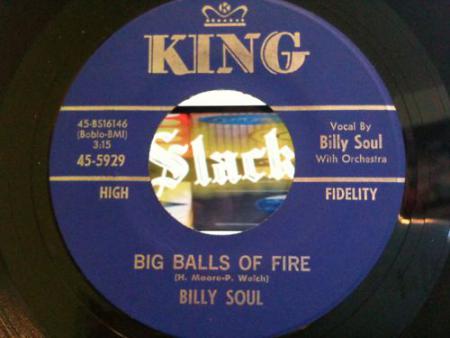 KING
45-BS16146
(Boblo-BMI)
3:15
45-5929
Vocal By
Billy Soul
With Orchestra
HIGH
FIDELITY
Slack
BIG BALLS OF FIRE
(H. Moore-P. Welch)
BILLY SOUL